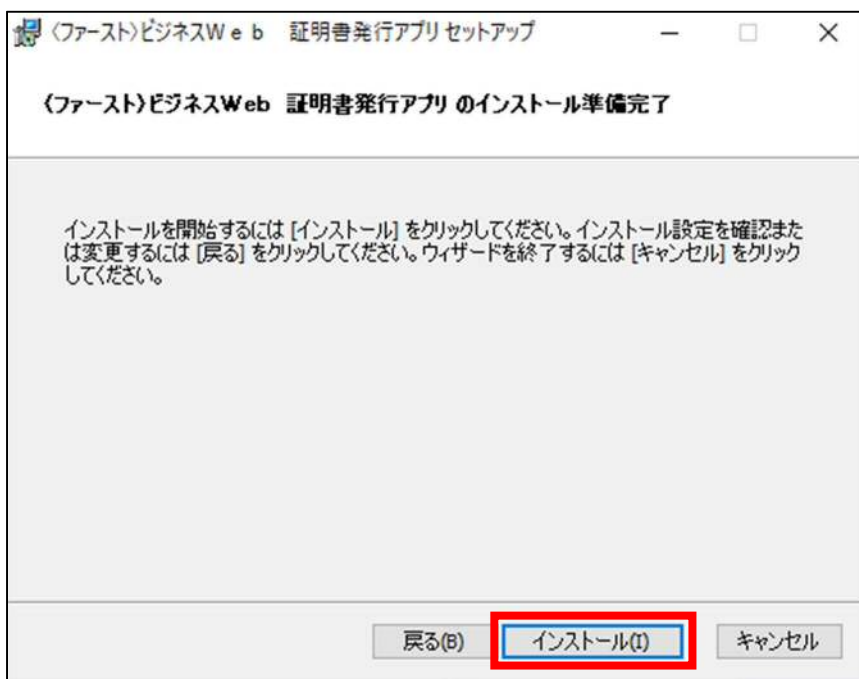 〈ファースト〉ビジネスWeb　証明書発行アプリ セットアップ
〈ファースト〉ビジネスWeb 証明書発行アプリ のインストール準備完了
インストールを開始するには [インストール] をクリックしてください。インストール設定を確認また
は変更するには [戻る] をクリックしてください。ウィザードを終了するには [キャンセル] をクリック
してください。
戻る(B)　インストール(I)　キャンセル